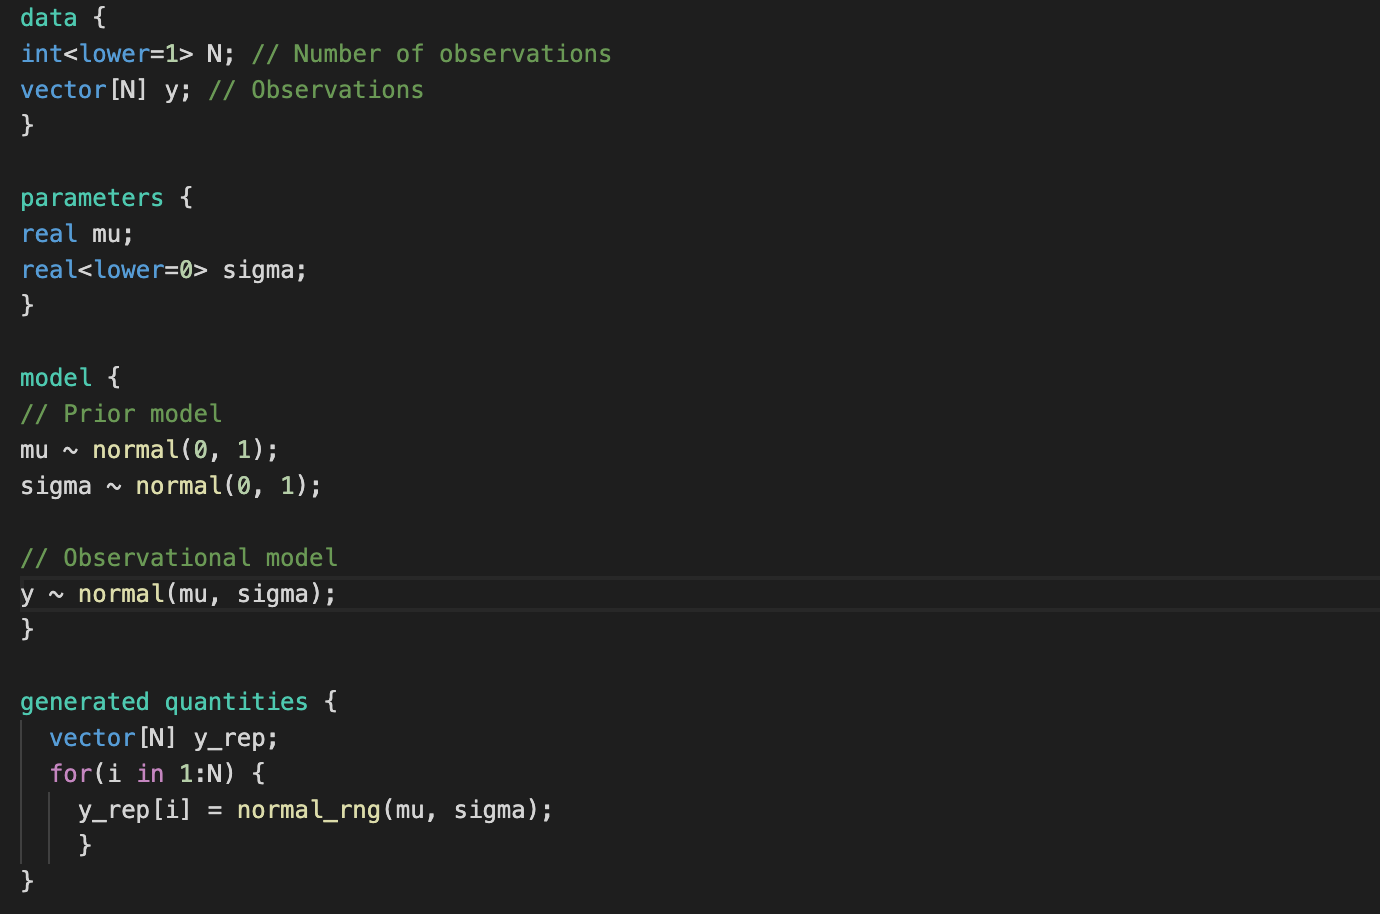 data {
int<lower=1> N; // Number of observations
vector[N] y; // Observations
}
parameters {
real mu;
real<lower=0> sigma;
}
model {
// Prior model
mu ~ normal(0, 1);
sigma ~ normal(0, 1);
// Observational model
y ~ normal(mu, sigma);
}
generated quantities {
vector[N] y_rep;
for(i in 1:N) {
y_rep[i] = normal_rng(mu, sigma);
}
}